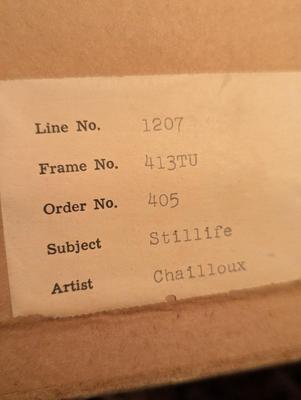 Line No. 1207
Frame No. 413TU
Order No. 405
Subject Stillife
Artist Chailloux